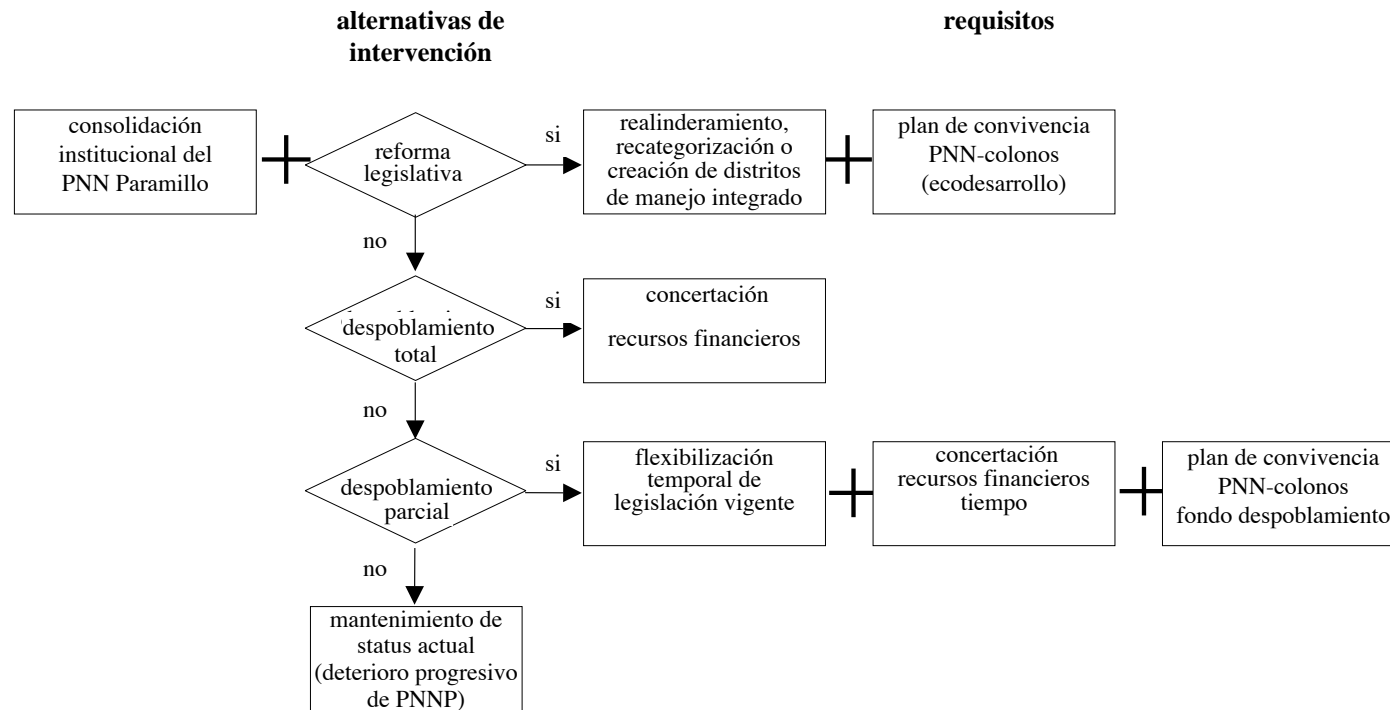 alternativas de
intervención
requisitos
consolidación
institucional del
PNN Paramillo
reforma
legislativa
si
realinderamiento,
recategorización o
creación de distritos
de manejo integrado
plan de convivencia
PNN-colonos
(ecodesarrollo)
no
despoblamiento
total
si
concertación
recursos financieros
no
despoblamiento
parcial
si
flexibilización
temporal de
legislación vigente
concertación
recursos financieros
tiempo
plan de convivencia
PNN-colonos
fondo despoblamiento
no
mantenimiento de
status actual
(deterioro progresivo
de PNNP)